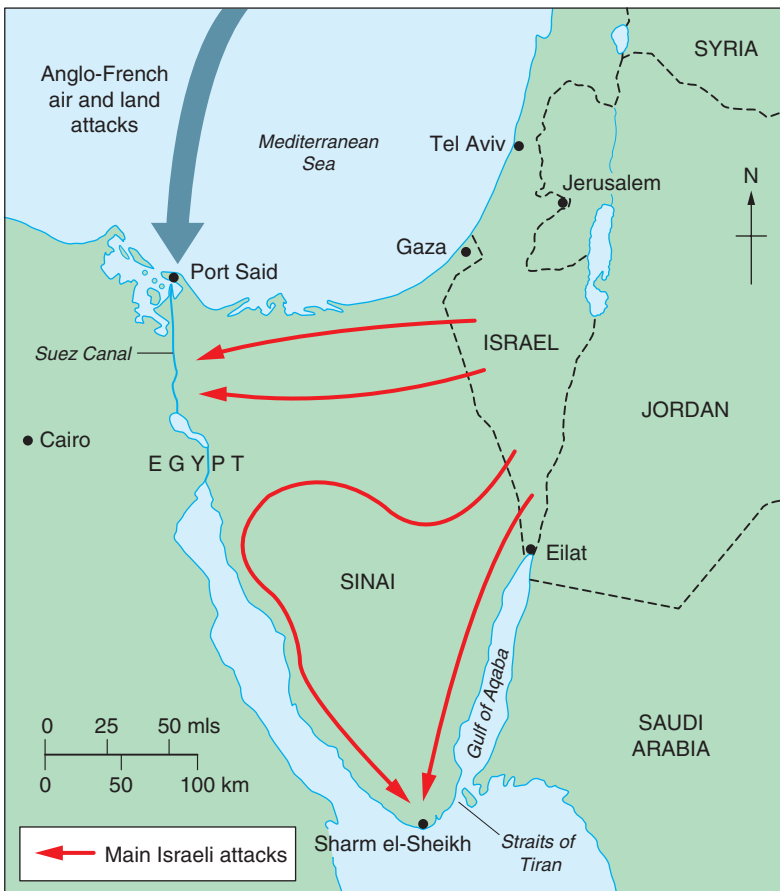 SYRIA
Anglo-French
air and land
attacks
Mediterranean
Sea
Tel Aviv
Jerusalem
N
Gaza
Port Said
Suez Canal
ISRAEL
JORDAN
Cairo
EGYPT
Eilat
SINAI
Gulf of Aqaba
SAUDI
ARABIA
0 25 50 mls
0 50 100 km
Sharm el-Sheikh
Straits of
Tiran
Main Israeli attacks